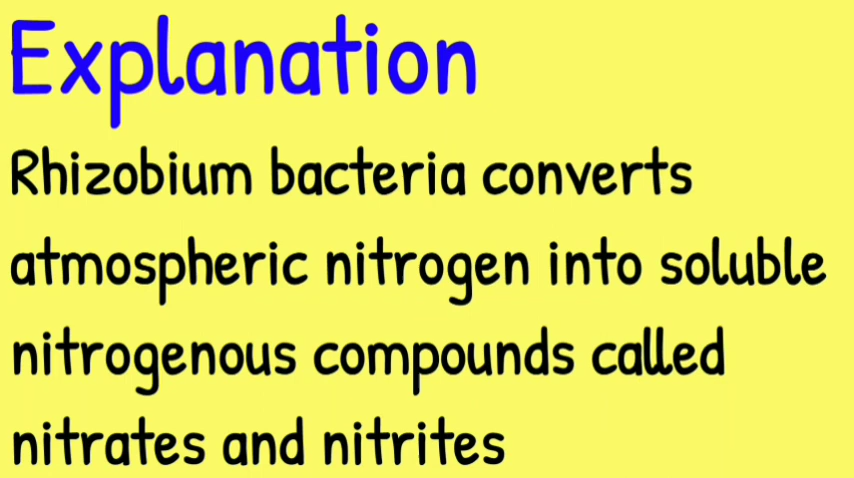 Explanation
Rhizobium bacteria converts
atmospheric nitrogen into soluble
nitrogenous compounds called
nitrates and nitrites